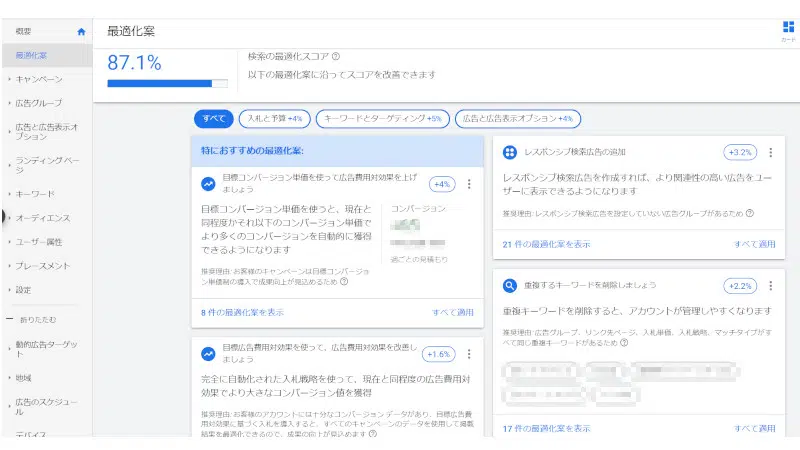 概要
最適化案
キャンペーン
広告グループ
広告と広告表示オ
プション
ランディングペー
ジ
キーワード
オーディエンス
ユーザー属性
プレースメント
設定
折りたたむ
動的広告ターゲッ
ト
地域
広告のスケジュー
ル
デバイス
最適化案
カード
87.1%
検索の最適化スコア
以下の最適化案に沿ってスコアを改善できます
すべて
入札と予算 +4%
キーワードとターゲティング +5%
広告と広告表示オプション +4%
特におすすめの最適化案:
目標コンバージョン単価を使って広告費用対効果を上げ
ましょう
+4%
目標コンバージョン単価を使うと、現在と
同程度かそれ以下のコンバージョン単価で
より多くのコンバージョンを自動的に獲得
できるようになります
コンバージョン
週ごとの見積もり
推奨理由: お客様のキャンペーンは目標コンバージョ
ン単価制の導入で成果向上が見込めるため
8 件の最適化案を表示
すべて適用
目標広告費用対効果を使って、広告費用対効果を改善し
ましょう
+1.6%
完全に自動化された入札戦略を使って、現在と同程度の広告費用対
効果でより大きなコンバージョン値を獲得
推奨理由: お客様のアカウントには十分なコンバージョン データがあり、目標広告費
用対効果に基づく入札を導入すると、すべてのキャンペーンのデータを使用して掲載
結果を最適化できるので、成果の向上が見込めます
レスポンシブ検索広告の追加
+3.2%
レスポンシブ検索広告を作成すれば、より関連性の高い広告をユー
ザーに表示できるようになります
推奨理由: レスポンシブ検索広告を設定していない広告グループがあるため
21 件の最適化案を表示
すべて適用
重複するキーワードを削除しましょう
+2.2%
重複キーワードを削除すると、アカウントが管理しやすくなります
推奨理由: 広告グループ、リンク先ページ、入札単価、入札戦略、マッチタイプがす
べて同じ重複キーワードがあるため
17 件の最適化案を表示
すべて適用